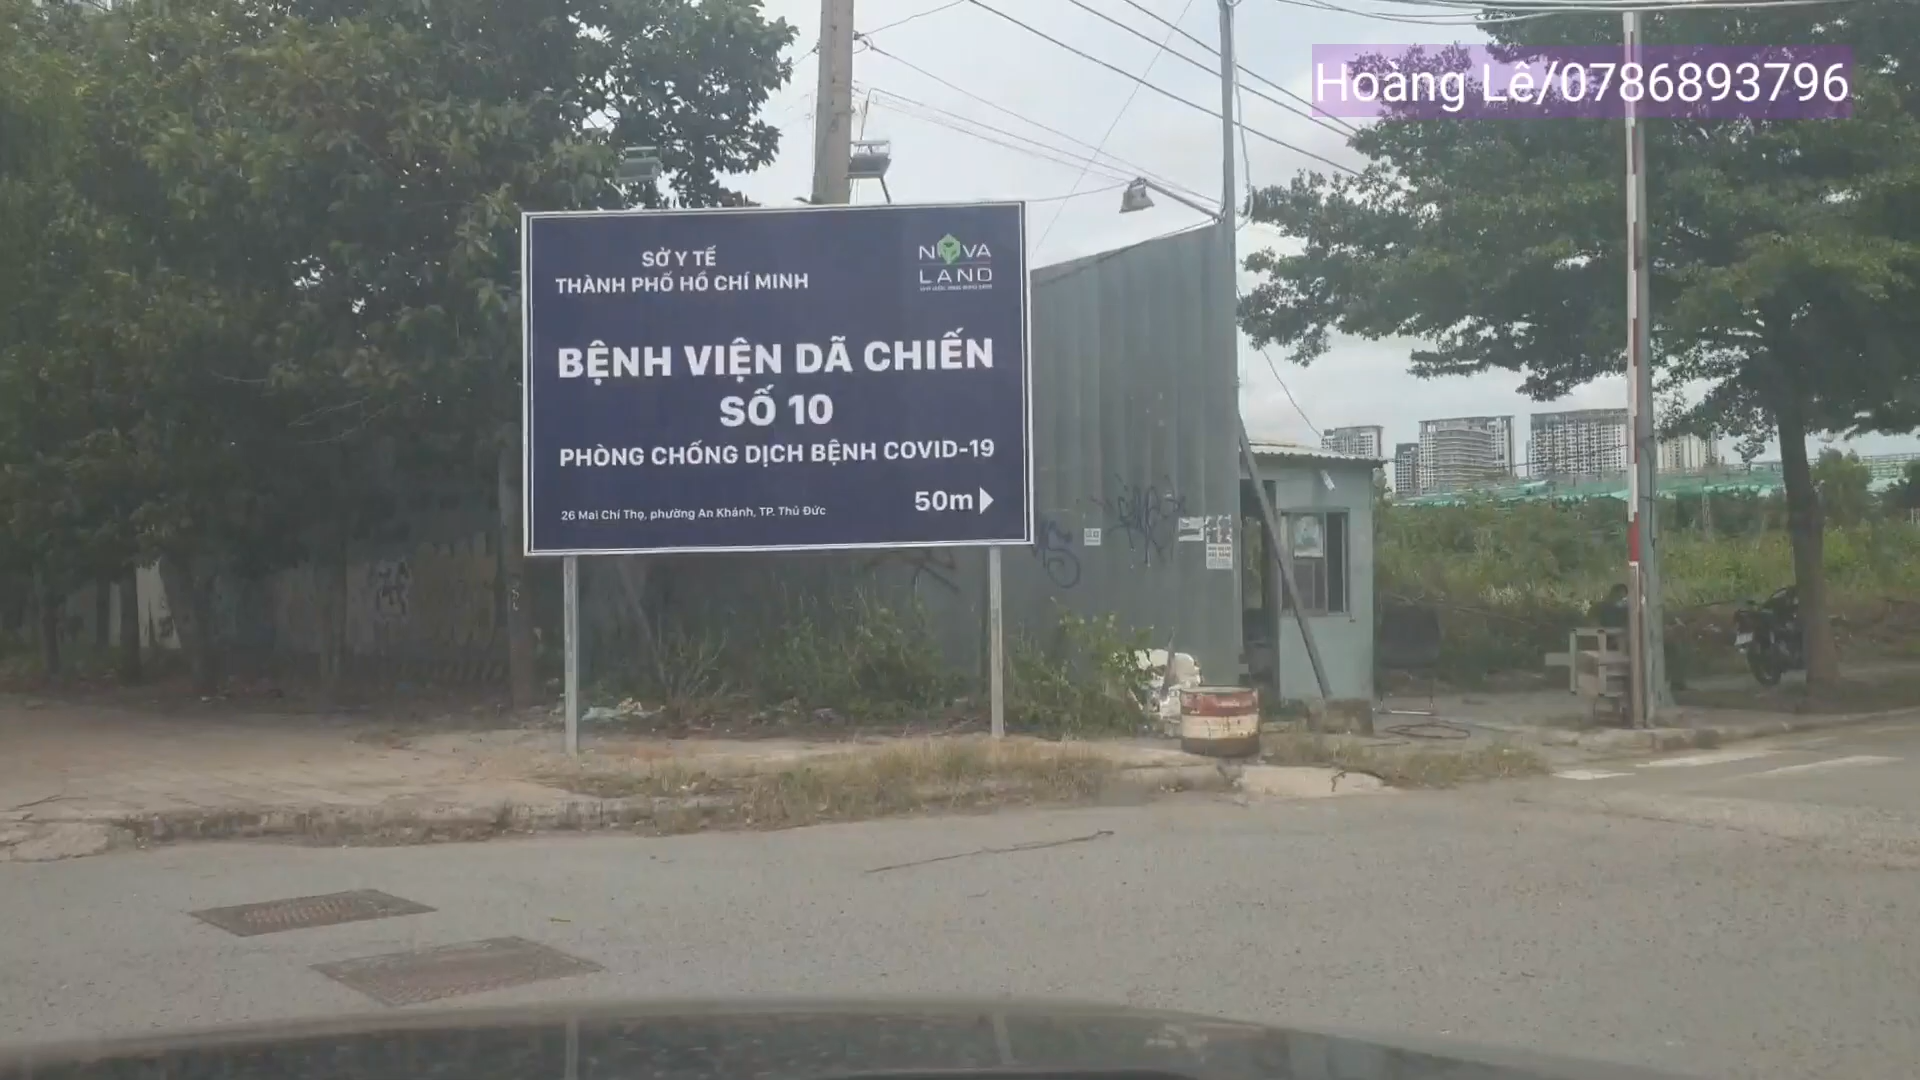 Hoàng Lê/0786893796
SỞ Y TẾ
THÀNH PHỐ HỒ CHÍ MINH
NOVA
LAND
BỆNH VIỆN DÃ CHIẾN
SỐ 10
PHÒNG CHỐNG DỊCH BỆNH COVID-19
50m
26 Mai Chí Thọ, phường An Khánh, TP. Thủ Đức